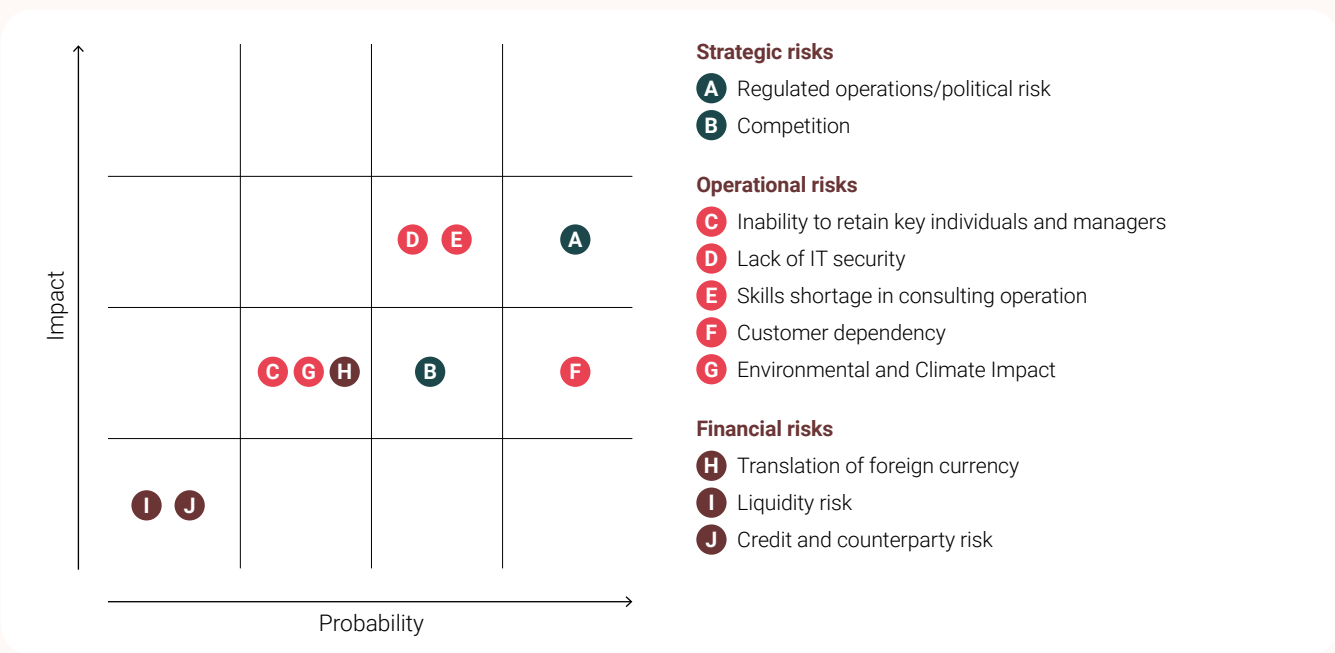 Impact
D E A
C G H B F
I J
Probability
Strategic risks
A Regulated operations/political risk
B Competition
Operational risks
C Inability to retain key individuals and managers
D Lack of IT security
E Skills shortage in consulting operation
F Customer dependency
G Environmental and Climate Impact
Financial risks
H Translation of foreign currency
I Liquidity risk
J Credit and counterparty risk